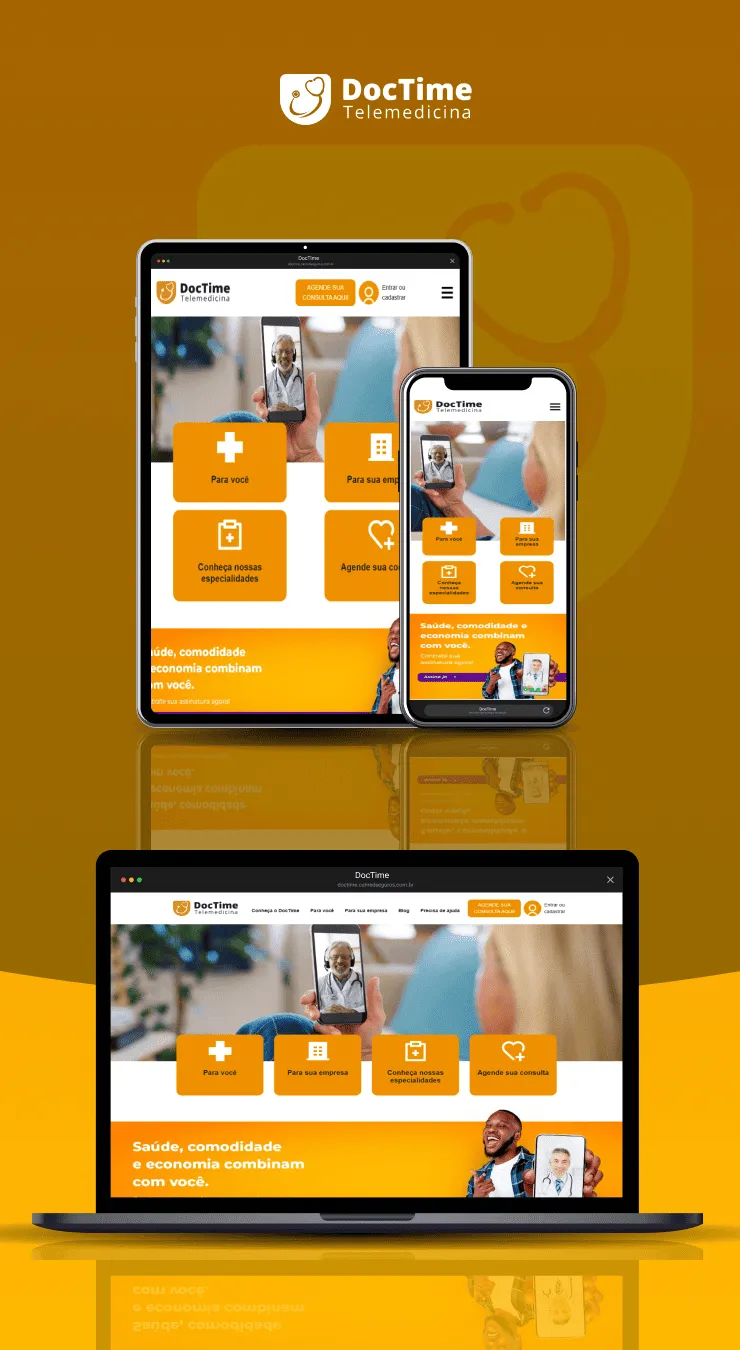 DocTime
Telemedicina
DocTime
DocTime
Telemedicina
AGENDE SUA
CONSULTA AQUI!
Entrar ou
cadastrar
Para você
Para sua emp
Conheça nossas
especialidades
Agende sua co
úde, comodidade
economia combinam
m você.
sua assinatura agora!
DocTime
Telemedicina
Para você
Para sua
empresa
Conheça
nossas
especialidades
Agende sua
consulta
Saúde, comodidade e
economia combinam
com você.
Contrate sua
assinatura agora!
Assine já
DocTime
DocTime
doctime.calmedseguros.com.br
DocTime
Telemedicina
Conheça o DocTime
Para você
Para sua empresa
Blog
Precisa de ajuda
AGENDE SUA
CONSULTA AQUI!
Entrar ou
cadastrar
Para você
Para sua empresa
Conheça nossas
especialidades
Agende sua consulta
Saúde, comodidade
e economia combinam
com você.